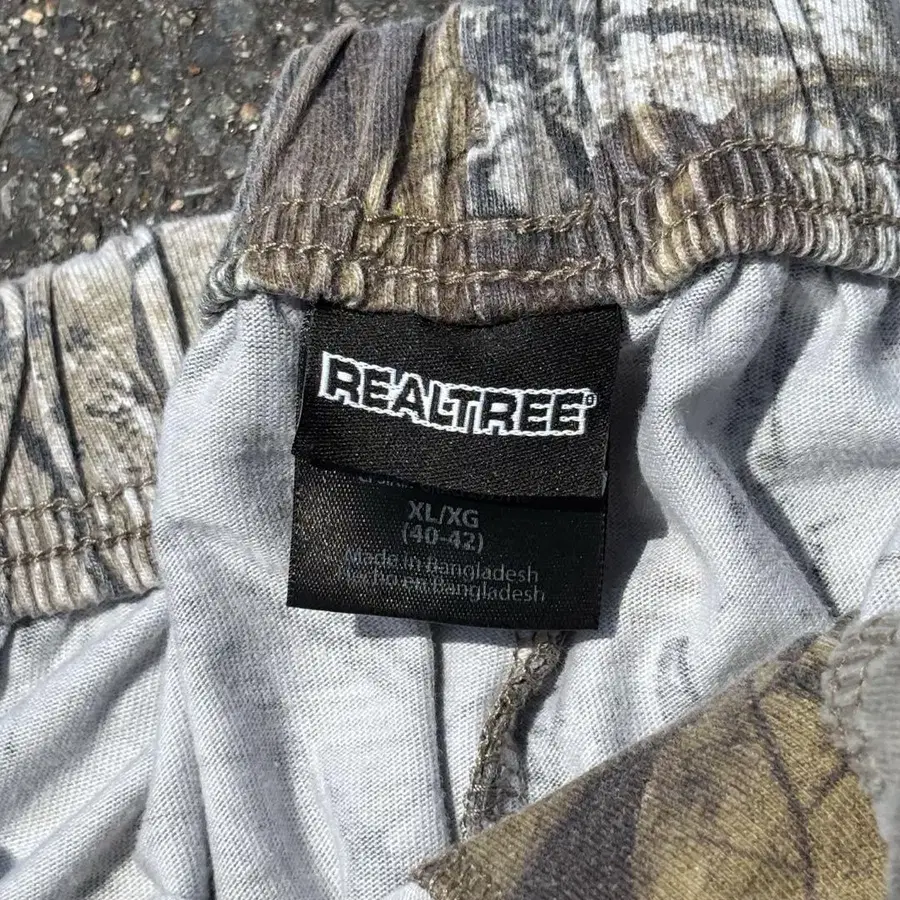 REALTREE
XL/XG
(40-42)
Made in Bangladesh
Hecho en Bangladesh